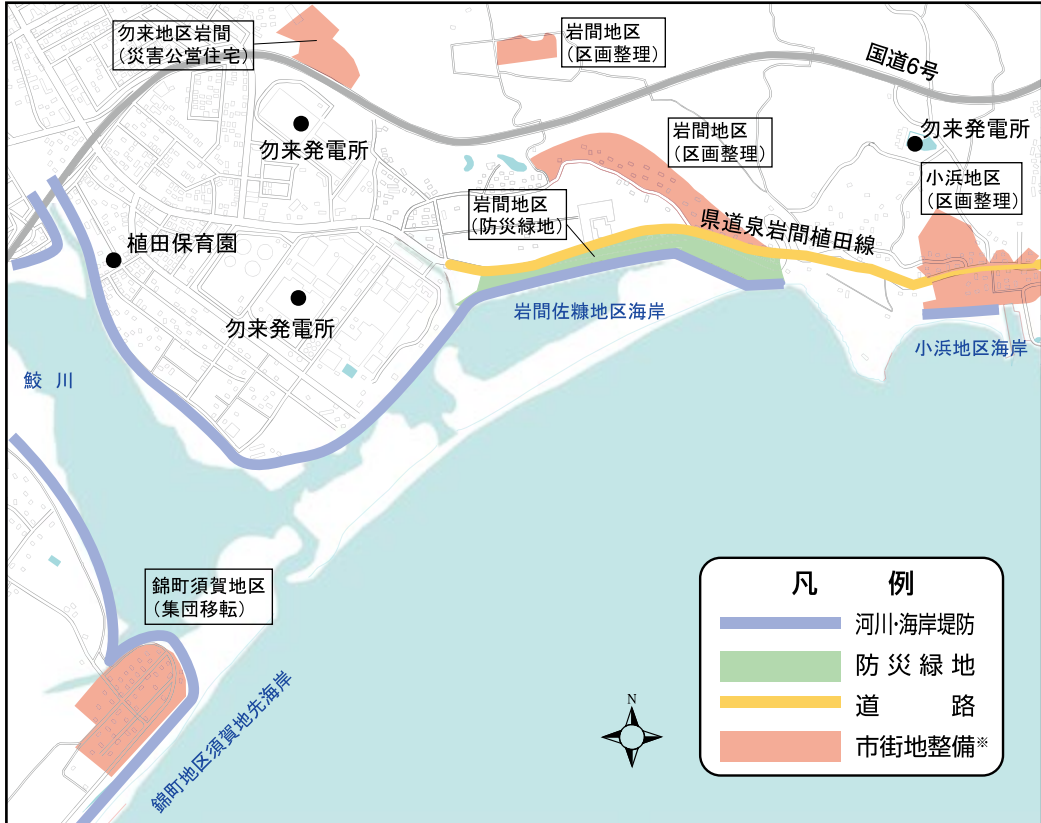 勿来地区岩間
(災害公営住宅)
岩間地区
(区画整理)
国道6号
勿来発電所
岩間地区
(区画整理)
勿来発電所
小浜地区
(区画整理)
岩間地区
(防災緑地)
県道泉岩間植田線
植田保育園
勿来発電所
岩間佐糠地区海岸
小浜地区海岸
鮫川
錦町須賀地区
(集団移転)
錦町地区須賀地先海岸
N
凡例
河川・海岸堤防
防災緑地
道路
市街地整備※